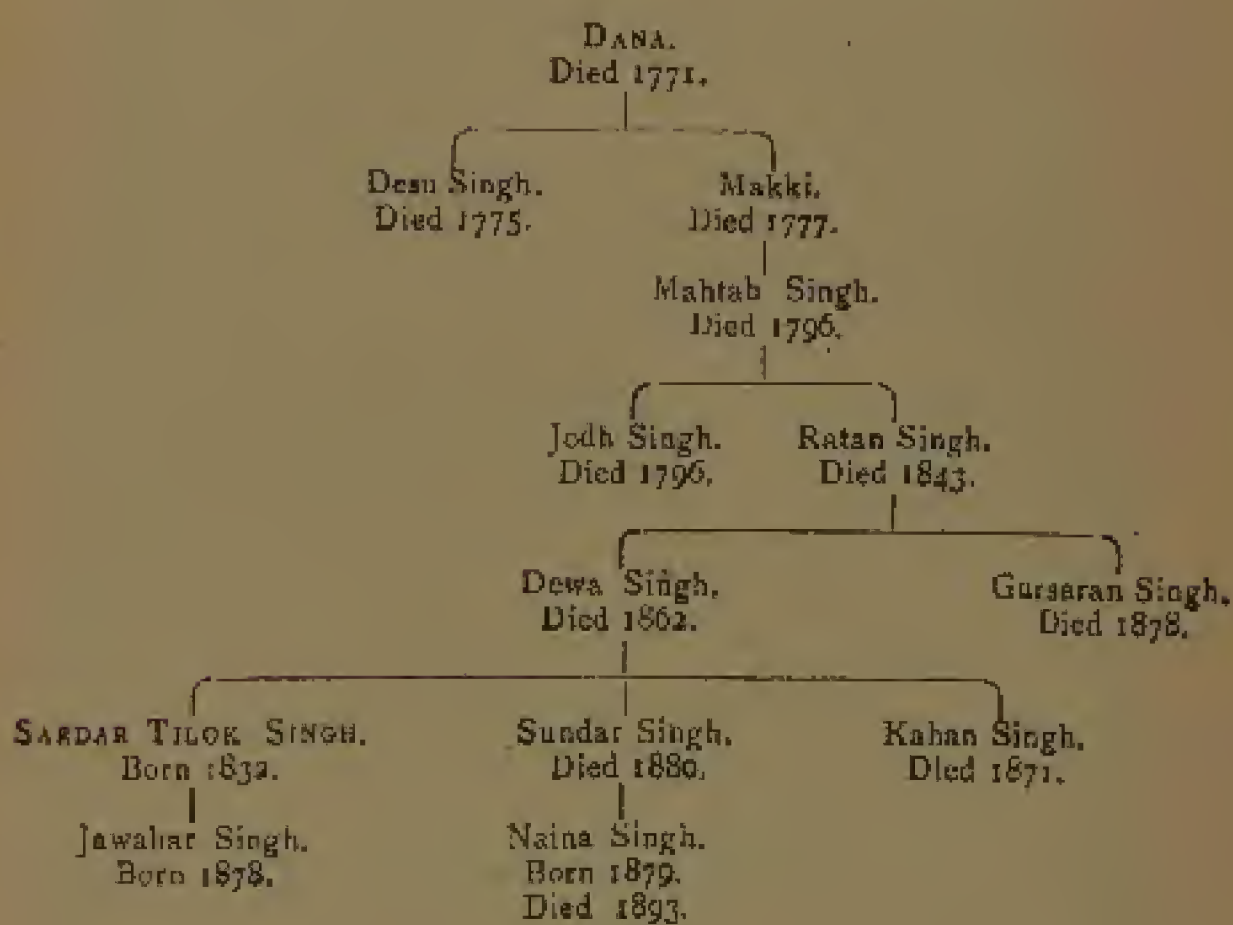 DANA.
Died 1771.
Desu Singh.
Died 1775.
Makki.
Died 1777.
Mahtab Singh.
Died 1796.
Jodh Singh.
Died 1796.
Ratan Singh.
Died 1843.
Dewa Singh.
Died 1862.
Gursaran Singh.
Died 1878.
SARDAR TILOK SINGH.
Born 1832.
Sundar Singh.
Died 1880.
Kahan Singh.
Died 1871.
Jawahar Singh.
Born 1878.
Naina Singh.
Born 1879.
Died 1893.